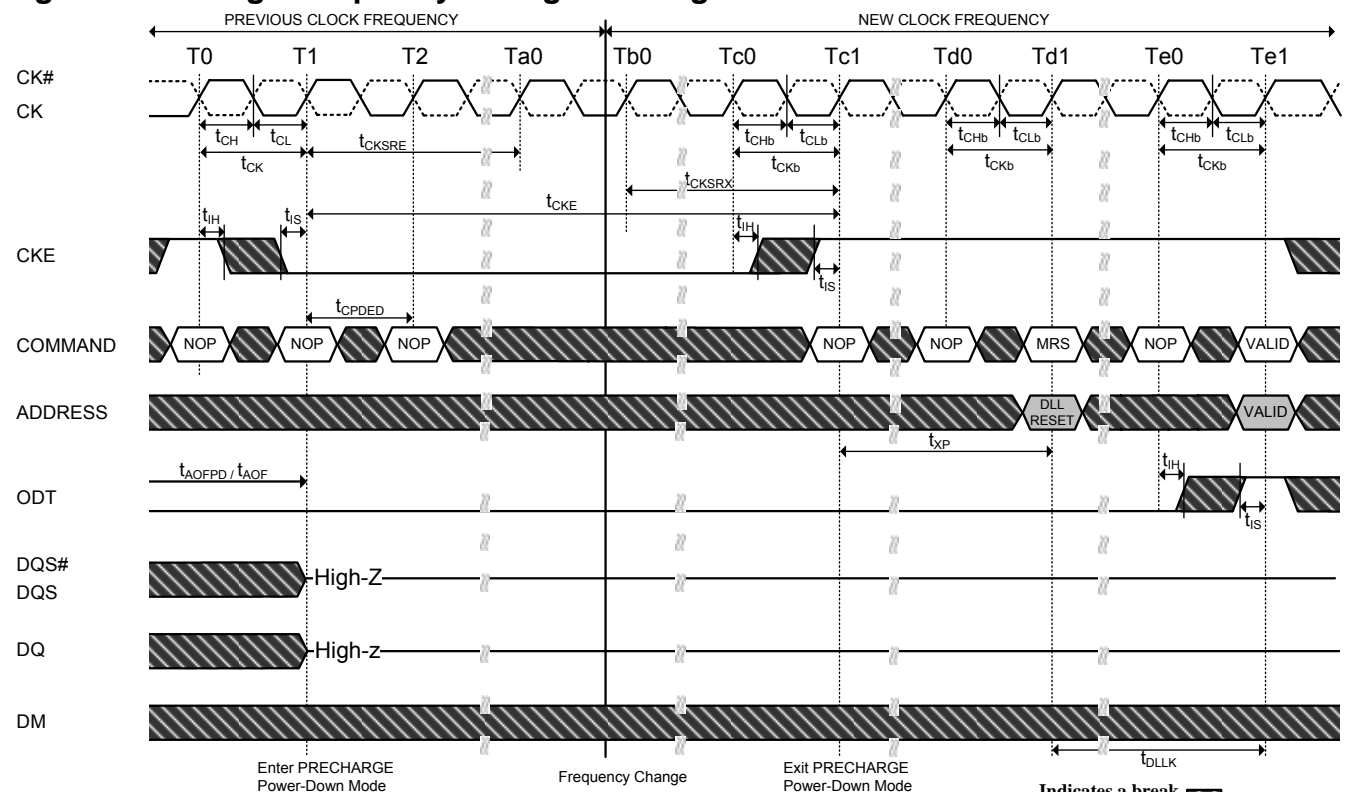 PREVIOUS CLOCK FREQUENCY NEW CLOCK FREQUENCY
T0 T1 T2 Ta0 Tb0 Tc0 Tc1 Td0 Td1 Te0 Te1
CK#
CK
tCH tCL tCHb tCLb tCHb tCLb tCHb tCLb
tCK tCKSRE tCKb tCKb tCKb
tCKSRX
tCKE
tIH tIS tIH
CKE
tIS
tCPDED
COMMAND NOP NOP NOP NOP NOP MRS NOP VALID
ADDRESS DLL RESET VALID
tXP
tAOFPD / tAOF tIH
ODT
tIS
DQS#
DQS
High-Z
DQ High-z
DM
tDLLK
Enter PRECHARGE
Power-Down Mode
Frequency Change
Exit PRECHARGE
Power-Down Mode
Indicates a break